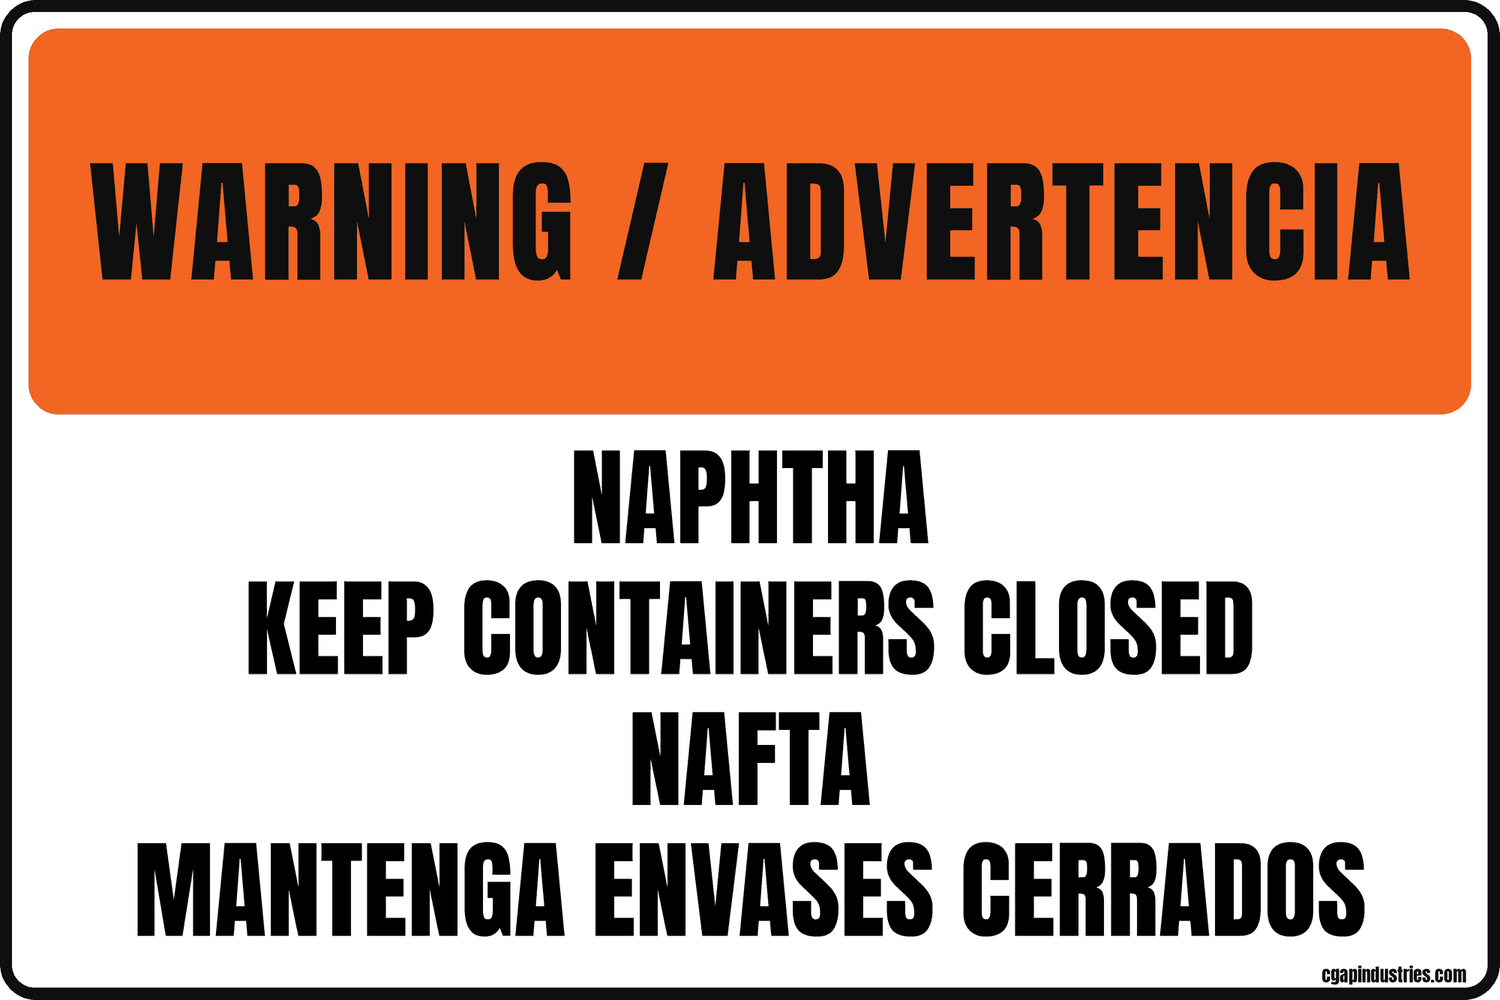 WARNING / ADVERTENCIA
NAPHTHA
KEEP CONTAINERS CLOSED
NAFTA
MANTENGA ENVASES CERRADOS
cgapindustries.com